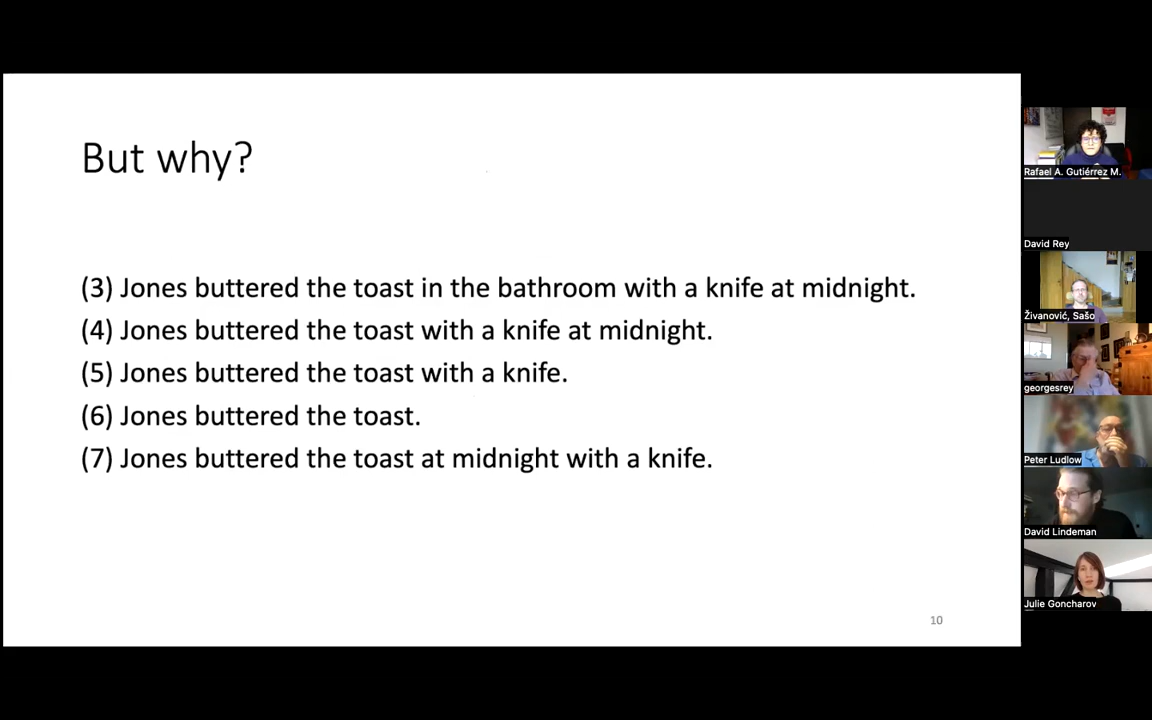 But why?
(3) Jones buttered the toast in the bathroom with a knife at midnight.
(4) Jones buttered the toast with a knife at midnight.
(5) Jones buttered the toast with a knife.
(6) Jones buttered the toast.
(7) Jones buttered the toast at midnight with a knife.
10
Rafael A. Gutiérrez M.
David Rey
Živanović, Sašo
georgesrey
Peter Ludlow
David Lindeman
Julie Goncharov